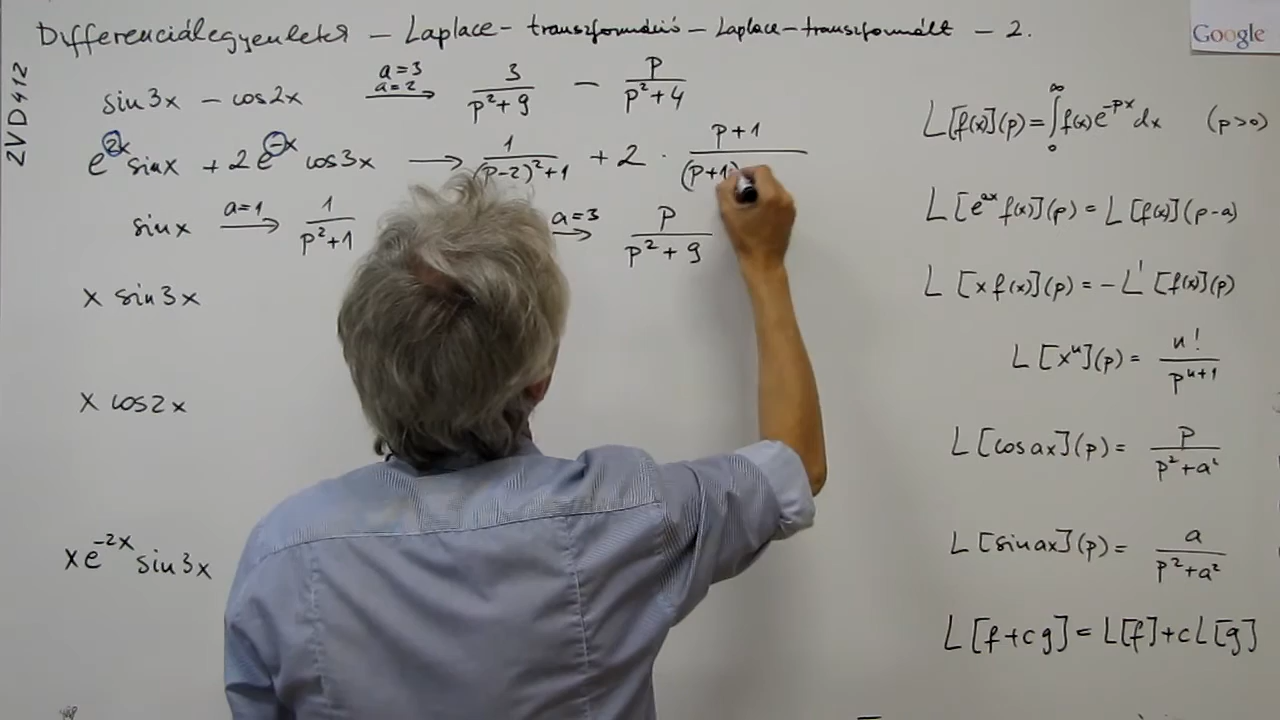 Differenciálegyenletek – Laplace-transzformáció – Laplace-transzformált – 2.
Google
ZVD412
sin3x – cos2x a=3 a=2 → 3/(p²+9) – p/(p²+4)
e^{2x} sinx + 2e^{-x} cos3x → 1/((p-2)²+1) + 2 · (p+1)/((p+1)
sinx a=1 → 1/(p²+1) a=3 → p/(p²+9)
x sin3x
x cos2x
x e^{-2x} sin3x
L[f(x)](p) = ∫₀^∞ f(x) e^{-px} dx (p>0)
L[e^{ax} f(x)](p) = L[f(x)](p-a)
L[x f(x)](p) = –L'[f(x)](p)
L[xⁿ](p) = n!/p^{n+1}
L[cosax](p) = p/(p²+a²)
L[sinax](p) = a/(p²+a²)
L[f+cg] = L[f]+cL[g]